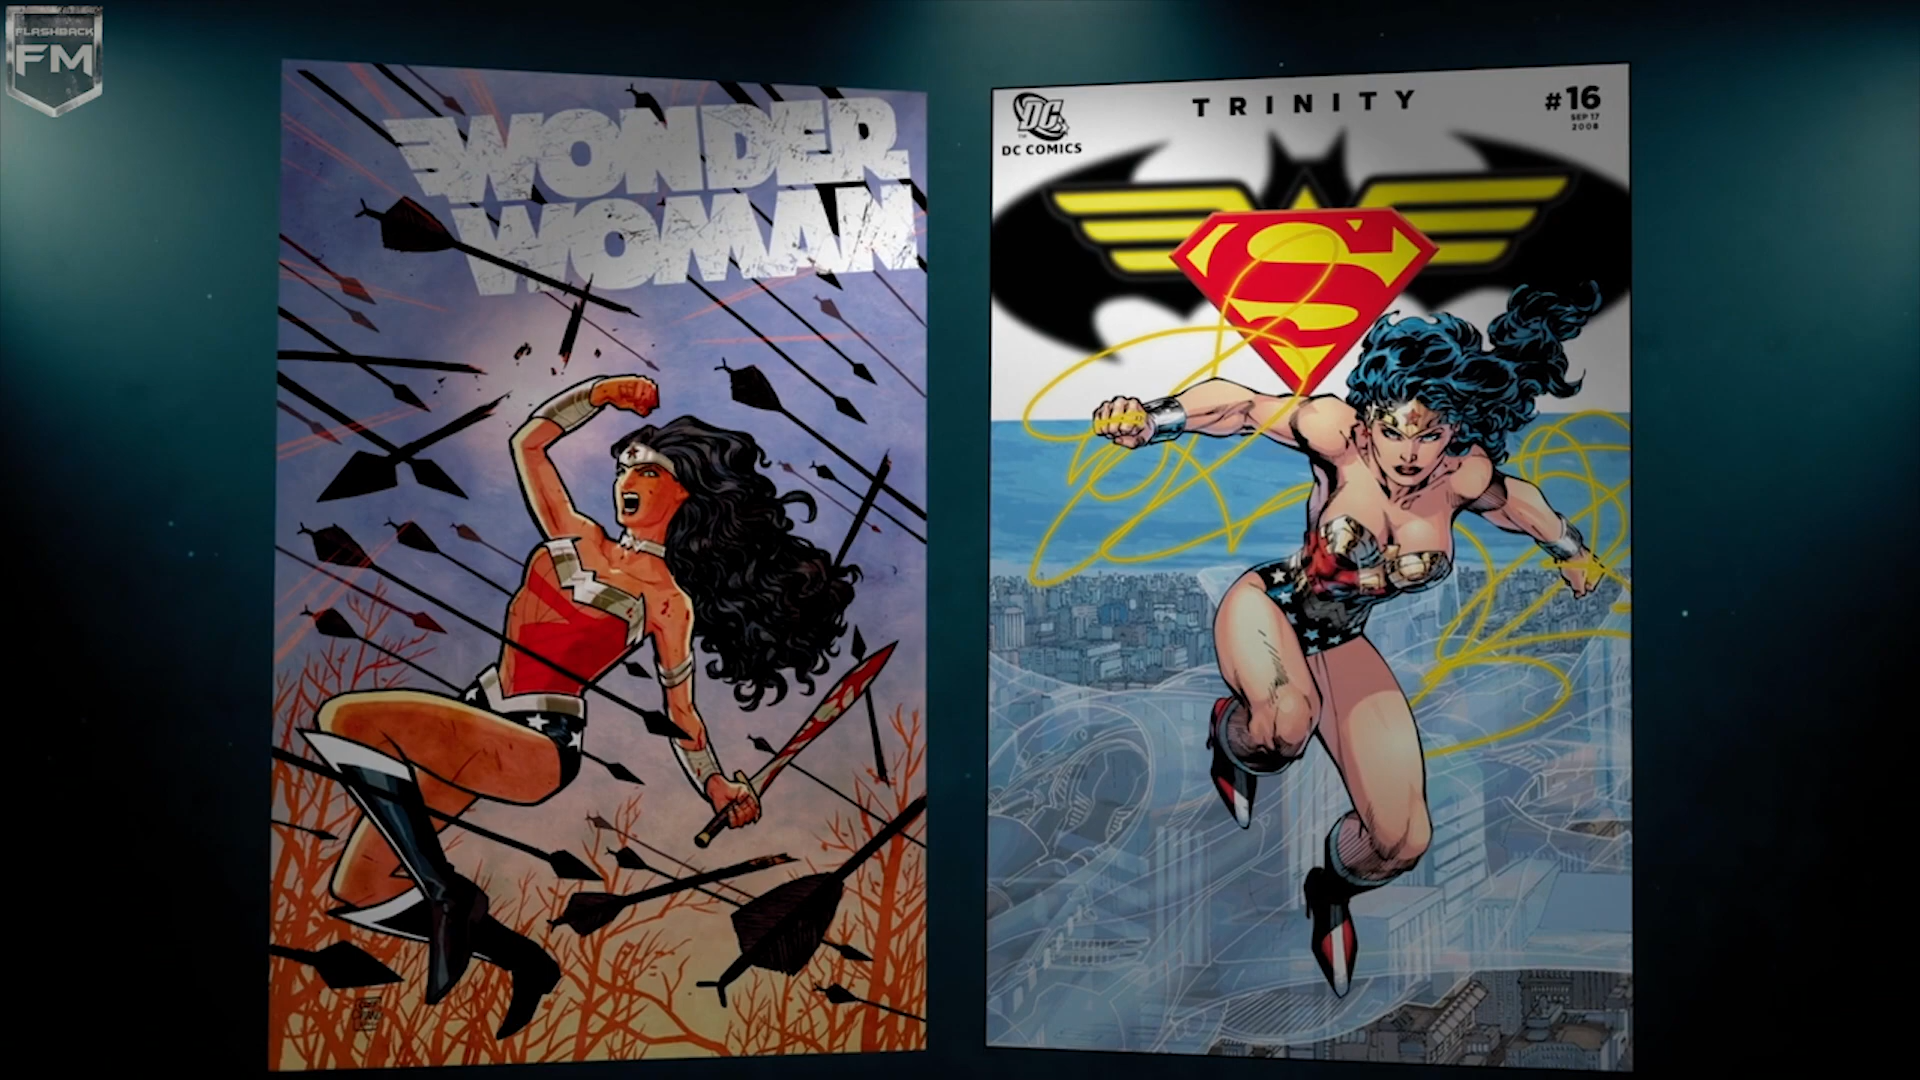 FLASHBACK
FM
WONDER
WOMAN
DC
DC COMICS
TRINITY
#16
SEP 17
2008
S